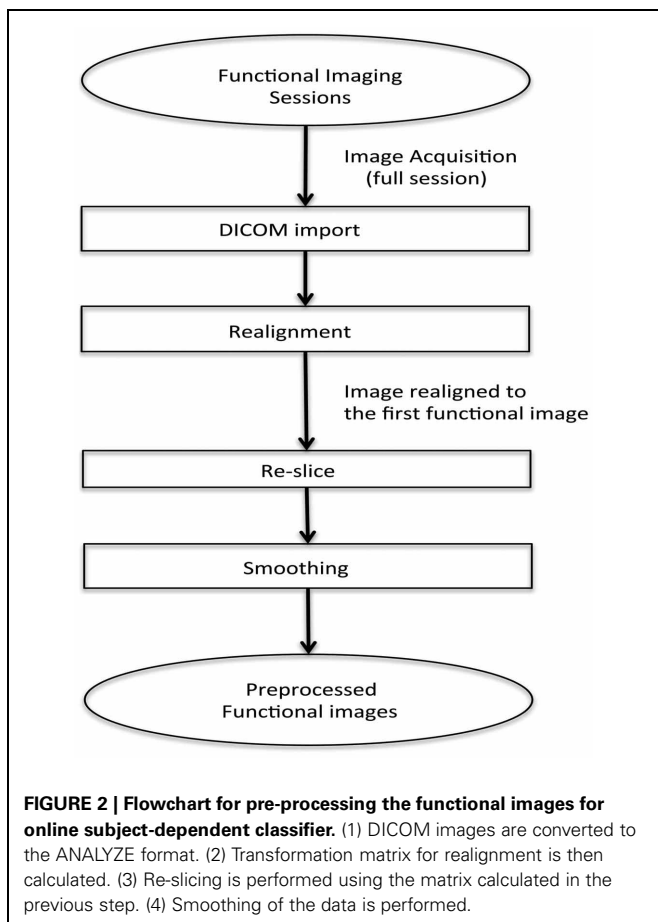 Functional Imaging
Sessions
Image Acquisition
(full session)
DICOM import
Realignment
Image realigned to
the first functional image
Re-slice
Smoothing
Preprocessed
Functional images
FIGURE 2 | Flowchart for pre-processing the functional images for
online subject-dependent classifier. (1) DICOM images are converted to
the ANALYZE format. (2) Transformation matrix for realignment is then
calculated. (3) Re-slicing is performed using the matrix calculated in the
previous step. (4) Smoothing of the data is performed.